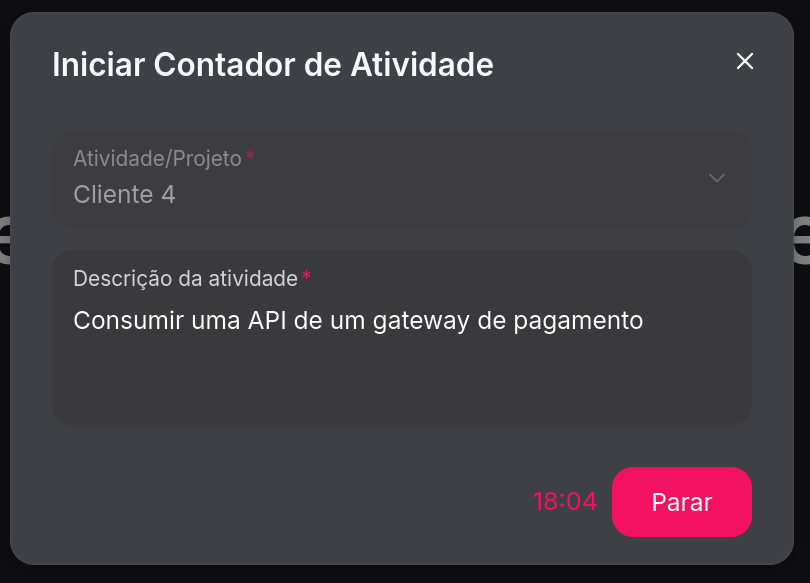 Iniciar Contador de Atividade
Atividade/Projeto *
Cliente 4
Descrição da atividade *
Consumir uma API de um gateway de pagamento
18:04 Parar